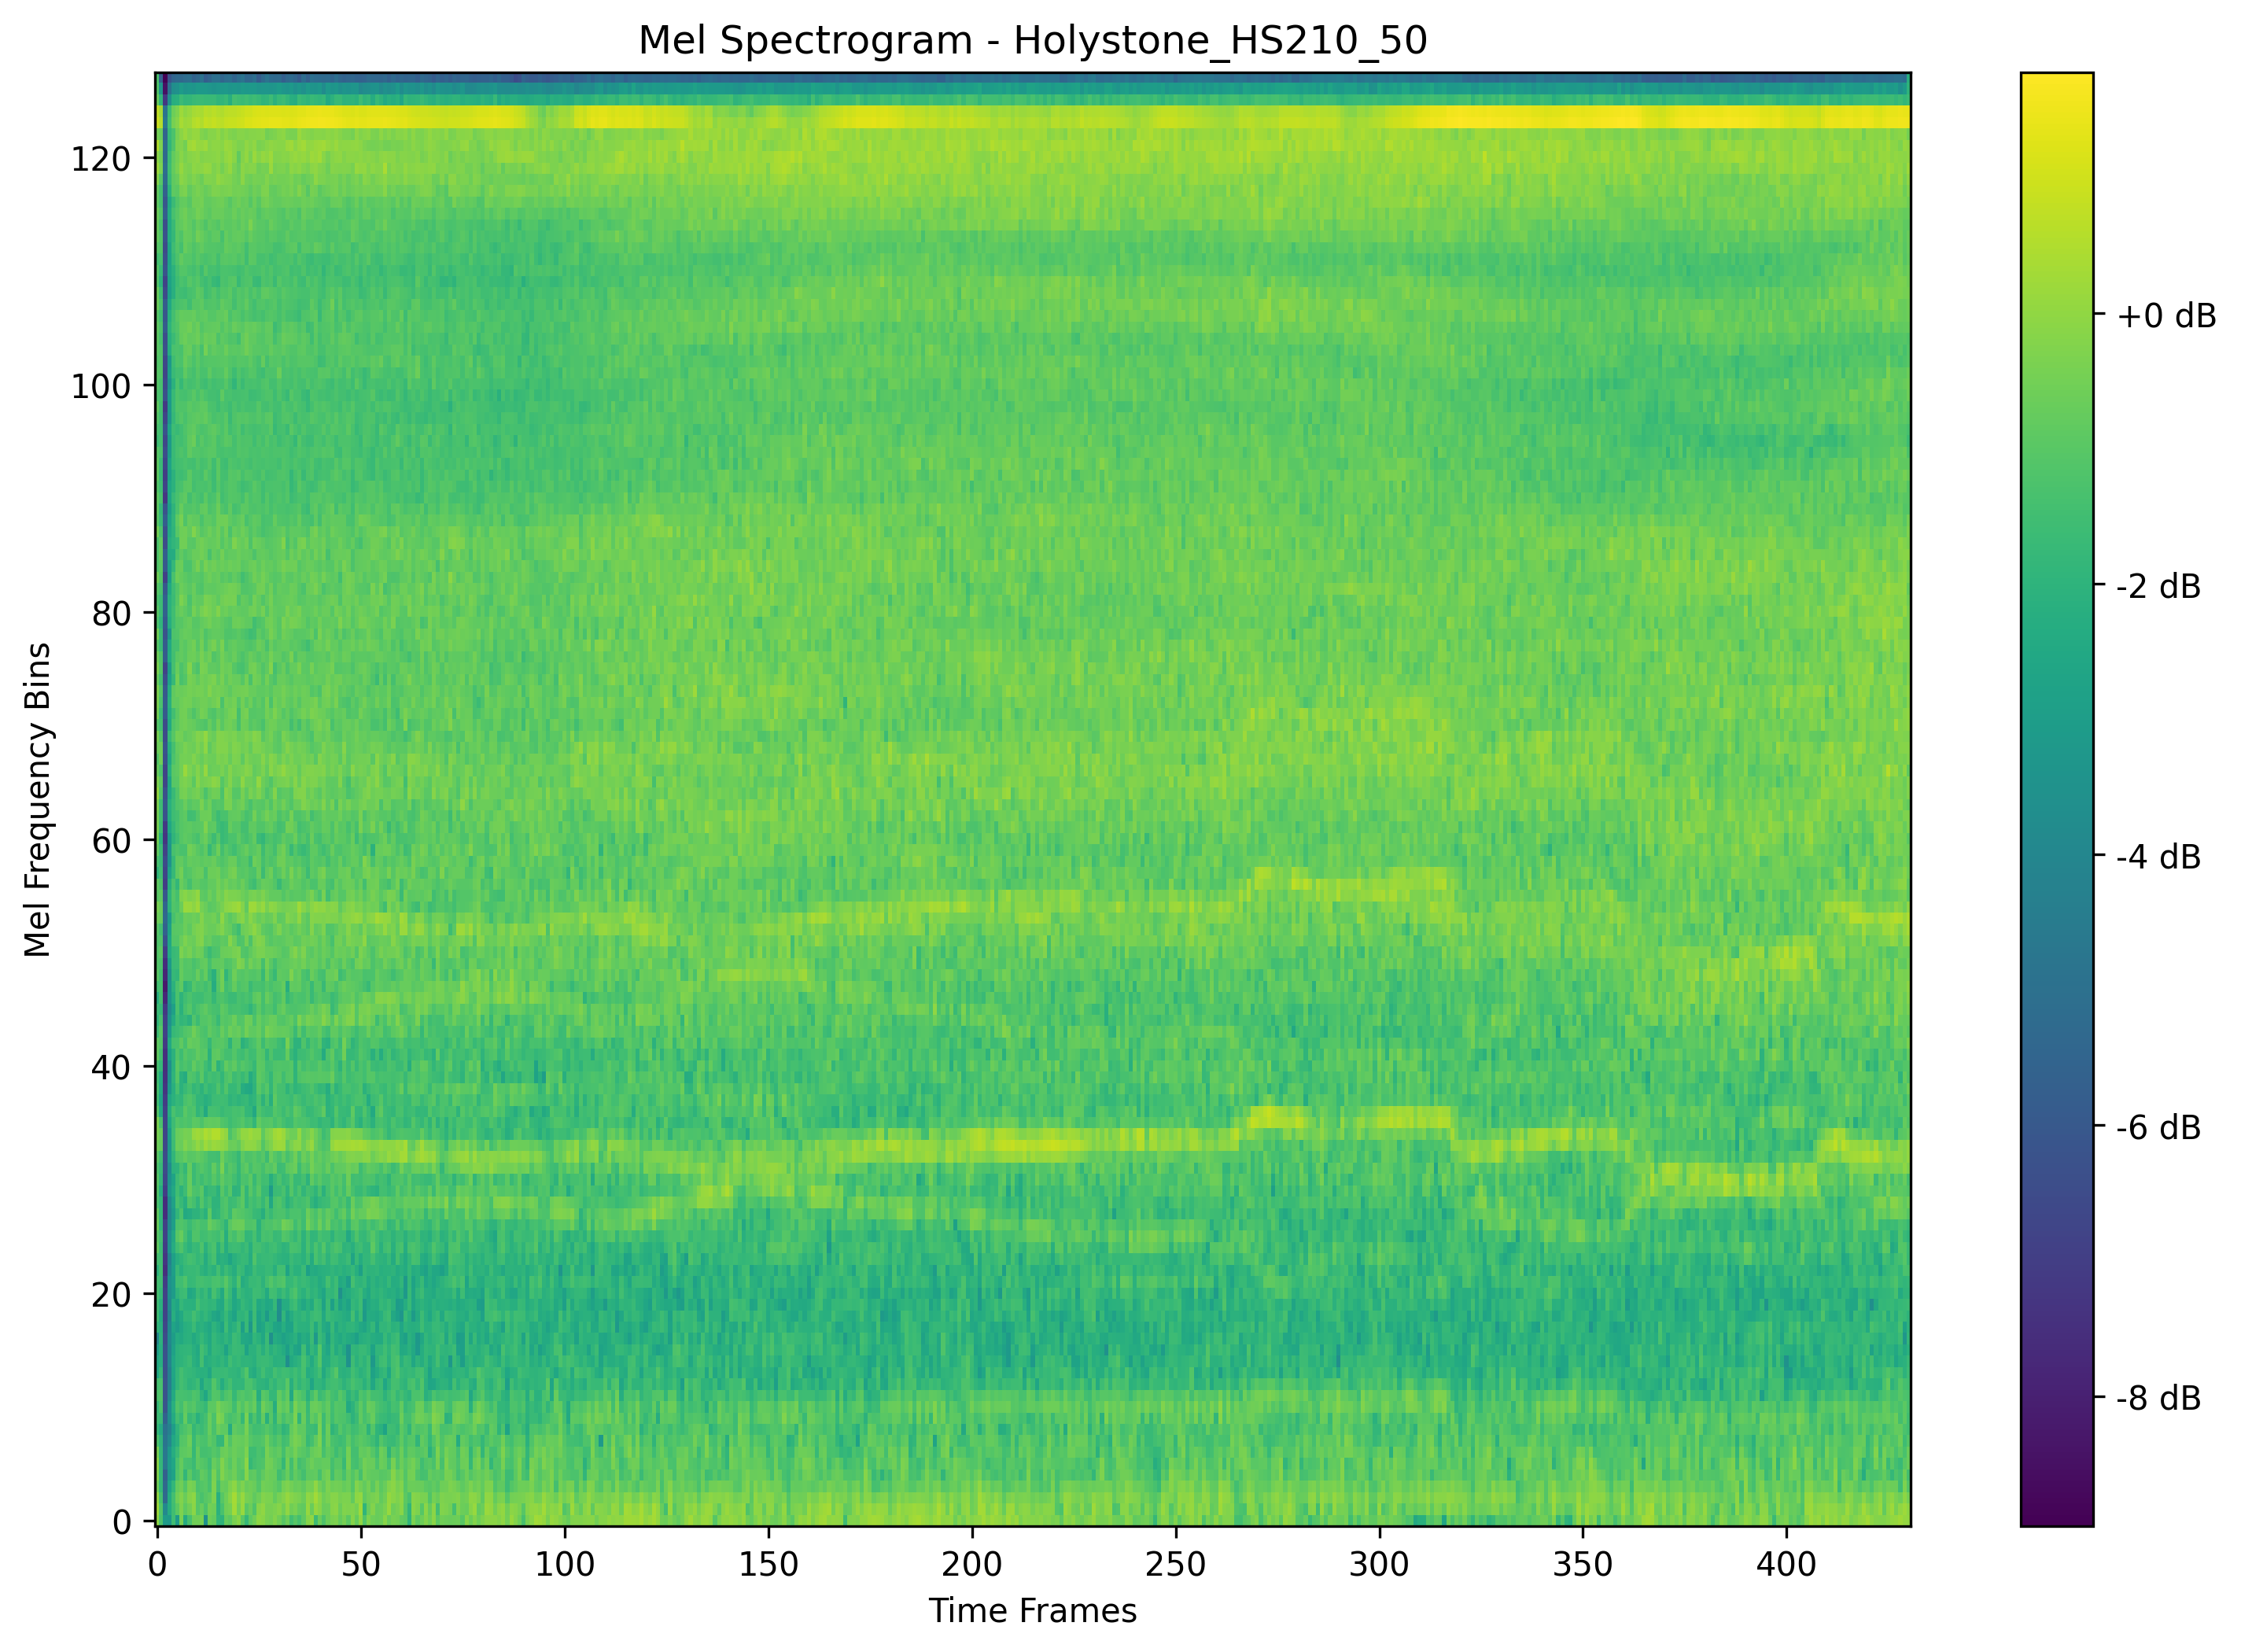 Mel Spectrogram - Holystone_HS210_50
Mel Frequency Bins
120
100
80
60
40
20
0
0 50 100 150 200 250 300 350 400
Time Frames
+0 dB
-2 dB
-4 dB
-6 dB
-8 dB